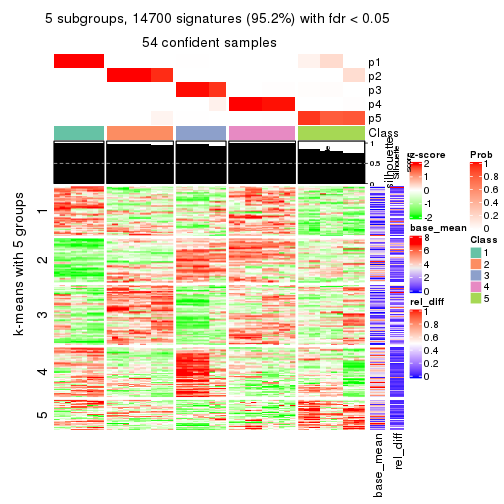 5 subgroups, 14700 signatures (95.2%) with fdr < 0.05
54 confident samples
p1
p2
p3
p4
p5
Class
1
0.5
0
silhouette
Silhouette
score
k-means with 5 groups
1
2
3
4
5
base_mean
rel_diff
z-score
2
1
0
-1
-2
base_mean
8
6
4
2
0
rel_diff
1
0.8
0.6
0.4
0.2
0
Prob
1
0.8
0.6
0.4
0.2
0
Class
1
2
3
4
5